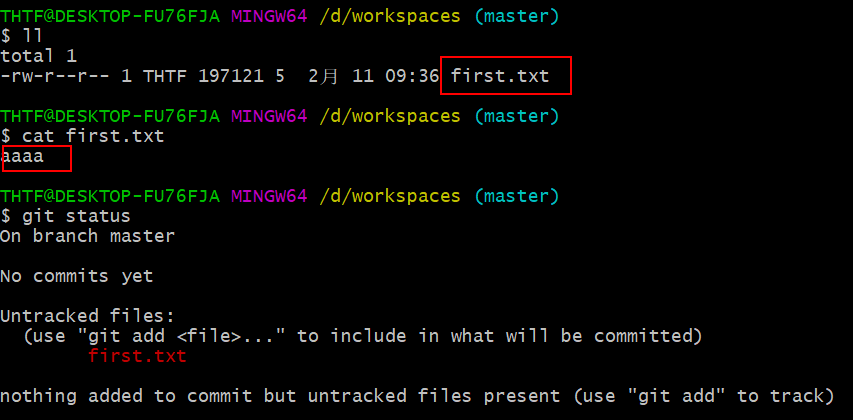 THTF@DESKTOP-FU76FJA MINGW64 /d/workspaces (master)
$ ll
total 1
-rw-r--r-- 1 THTF 197121 5  2月 11 09:36 first.txt
THTF@DESKTOP-FU76FJA MINGW64 /d/workspaces (master)
$ cat first.txt
aaaa
THTF@DESKTOP-FU76FJA MINGW64 /d/workspaces (master)
$ git status
On branch master
No commits yet
Untracked files:
  (use "git add <file>..." to include in what will be committed)
        first.txt
nothing added to commit but untracked files present (use "git add" to track)